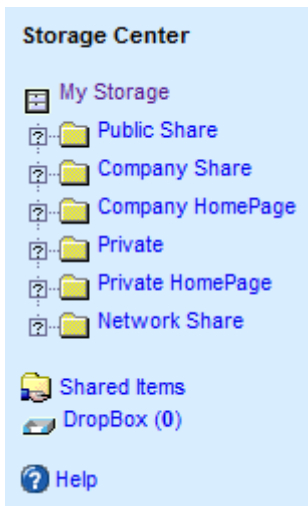 Storage Center
My Storage
Public Share
Company Share
Company HomePage
Private
Private HomePage
Network Share
Shared Items
DropBox (0)
Help